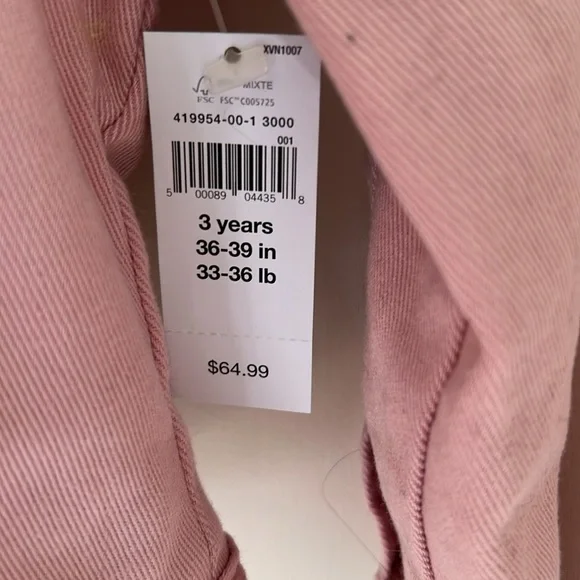 XVN1007
MIXTE
FSC FSC™ C005725
419954-00-1 3000
001
5 00089 04435 8
3 years
36-39 in
33-36 lb
$64.99